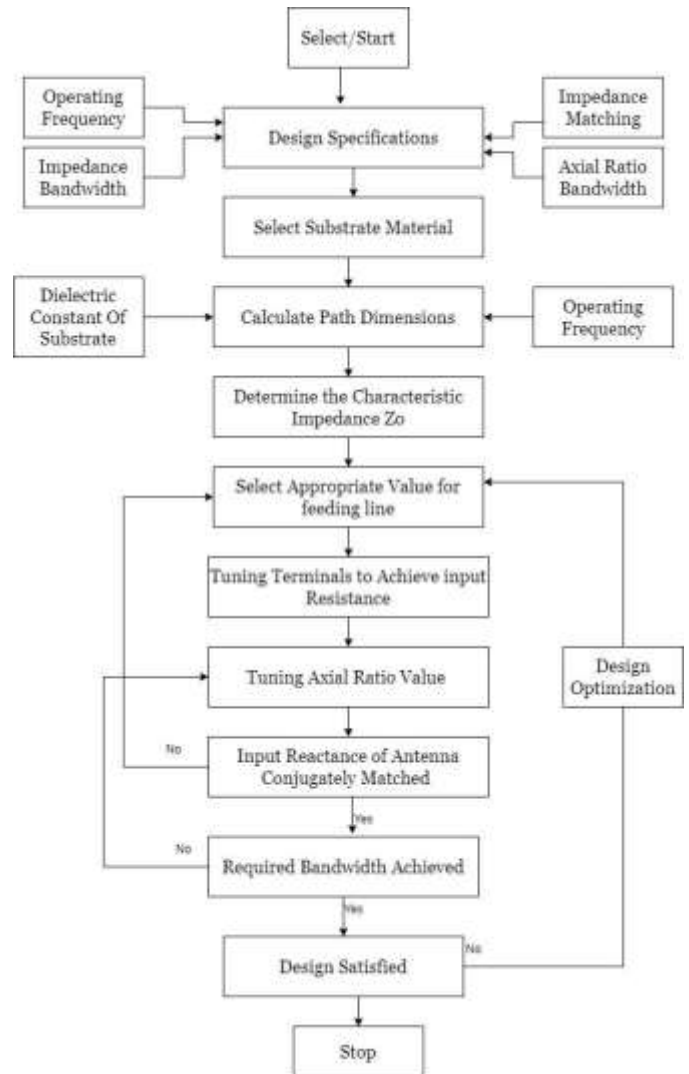 Select/Start
Operating
Frequency
Impedance
Matching
Design Specifications
Impedance
Bandwidth
Axial Ratio
Bandwidth
Select Substrate Material
Dielectric
Constant Of
Substrate
Calculate Path Dimensions
Operating
Frequency
Determine the Characteristic
Impedance Zo
Select Appropriate Value for
feeding line
Tuning Terminals to Achieve input
Resistance
Tuning Axial Ratio Value
Design
Optimization
No
Input Reactance of Antenna
Conjugately Matched
Yes
No
Required Bandwidth Achieved
Yes
No
Design Satisfied
Stop